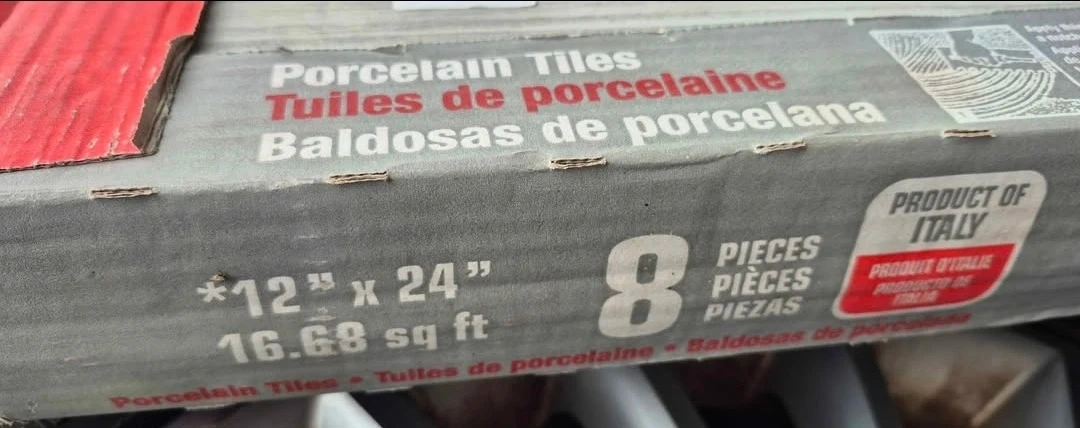 Porcelain Tiles
Tuiles de porcelaine
Baldosas de porcelana
*12" x 24"
16.68 sq ft
8
PIECES
PIÈCES
PIEZAS
PRODUCT OF
ITALY
PRODUIT D'ITALIE
PRODUCTO DE
ITALIA
Porcelain Tiles • Tuiles de porcelaine • Baldosas de porcelana